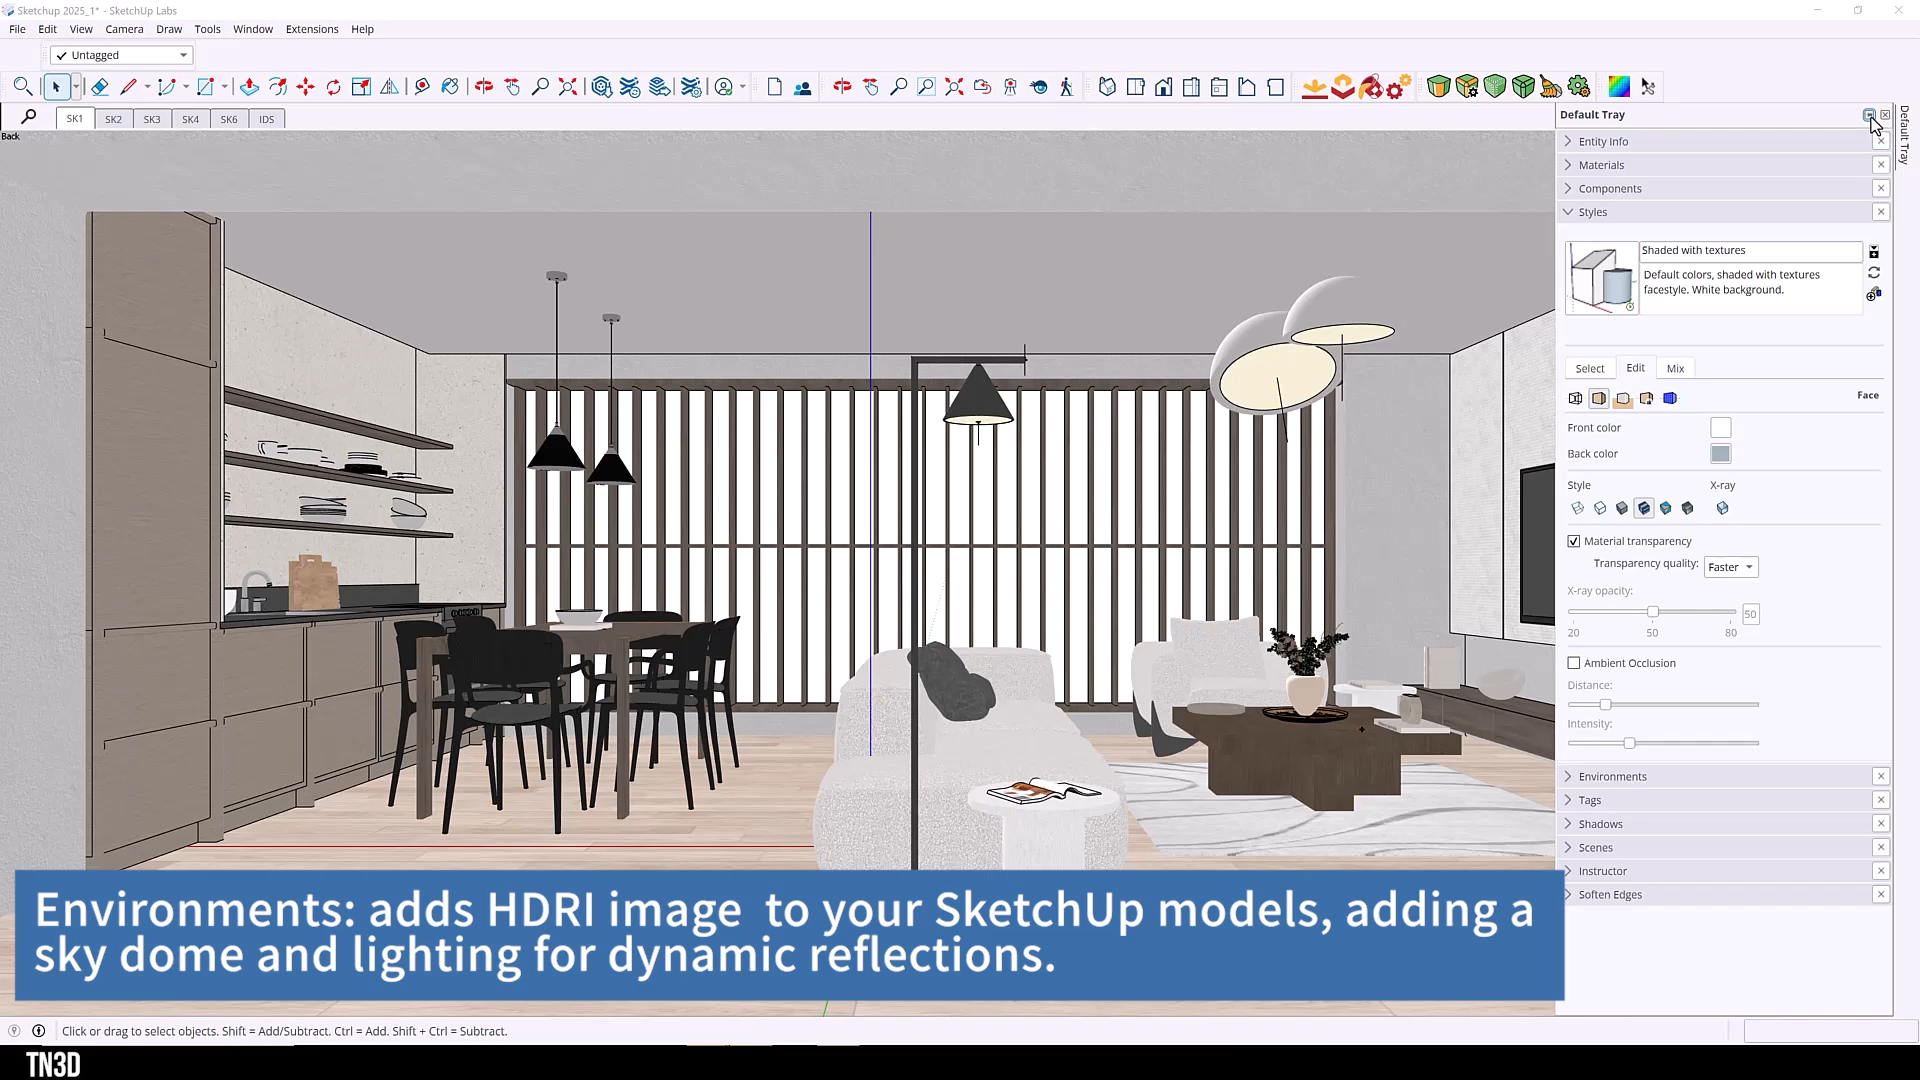 Sketchup 2025_1* - SketchUp Labs
File Edit View Camera Draw Tools Window Extensions Help
Untagged
SK1 SK2 SK3 SK4 SK6 IDS
Back
Default Tray
Default Tray
Entity Info
Materials
Components
Styles
Shaded with textures
Default colors, shaded with textures
facestyle. White background.
Select Edit Mix
Face
Front color
Back color
Style X-ray
Material transparency
Transparency quality: Faster
X-ray opacity:
50
20 50 80
Ambient Occlusion
Distance:
Intensity:
Environments
Tags
Shadows
Scenes
Instructor
Soften Edges
Environments: adds HDRI image to your SketchUp models, adding a
sky dome and lighting for dynamic reflections.
Click or drag to select objects. Shift = Add/Subtract. Ctrl = Add. Shift + Ctrl = Subtract.
TN3D